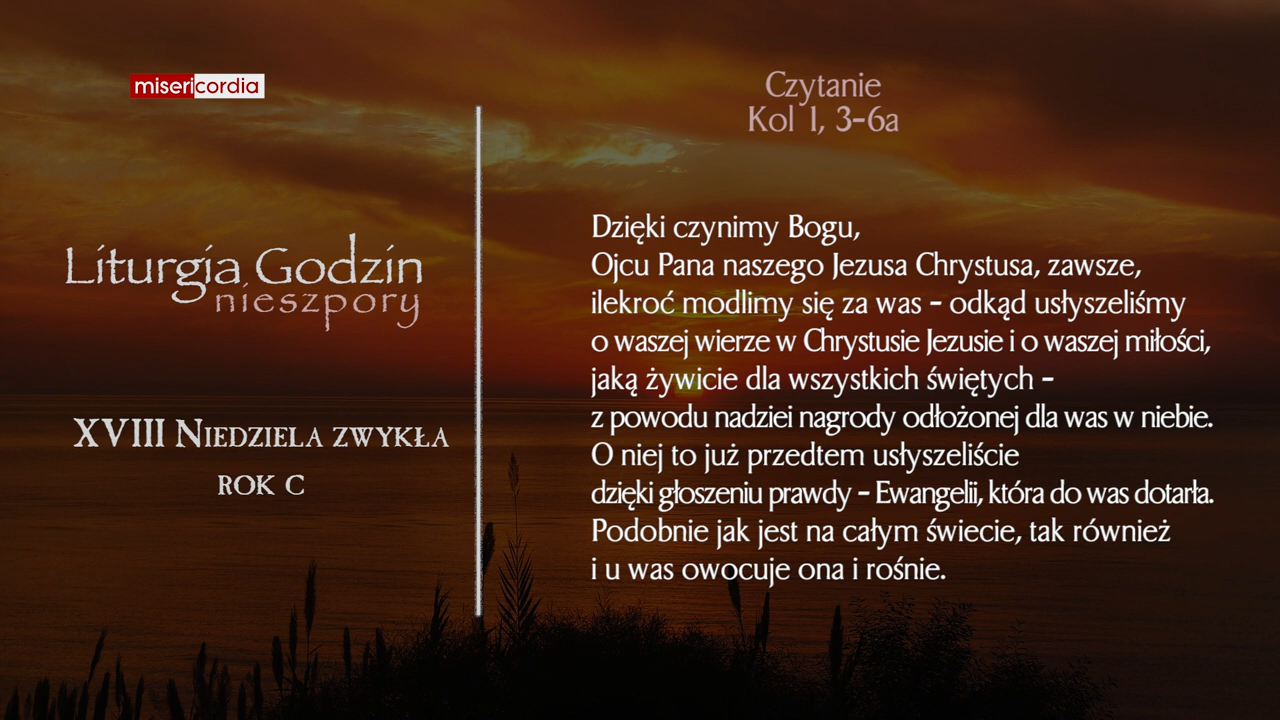 misericordia
Liturgia Godzin
nieszpory
XVIII Niedziela zwykła
rok C
Czytanie
Kol 1, 3-6a
Dzięki czynimy Bogu,
Ojcu Pana naszego Jezusa Chrystusa, zawsze,
ilekroć modlimy się za was - odkąd usłyszeliśmy
o waszej wierze w Chrystusie Jezusie i o waszej miłości,
jaką żywicie dla wszystkich świętych -
z powodu nadziei nagrody odłożonej dla was w niebie.
O niej to już przedtem usłyszeliście
dzięki głoszeniu prawdy - Ewangelii, która do was dotarła.
Podobnie jak jest na całym świecie, tak również
i u was owocuje ona i rośnie.